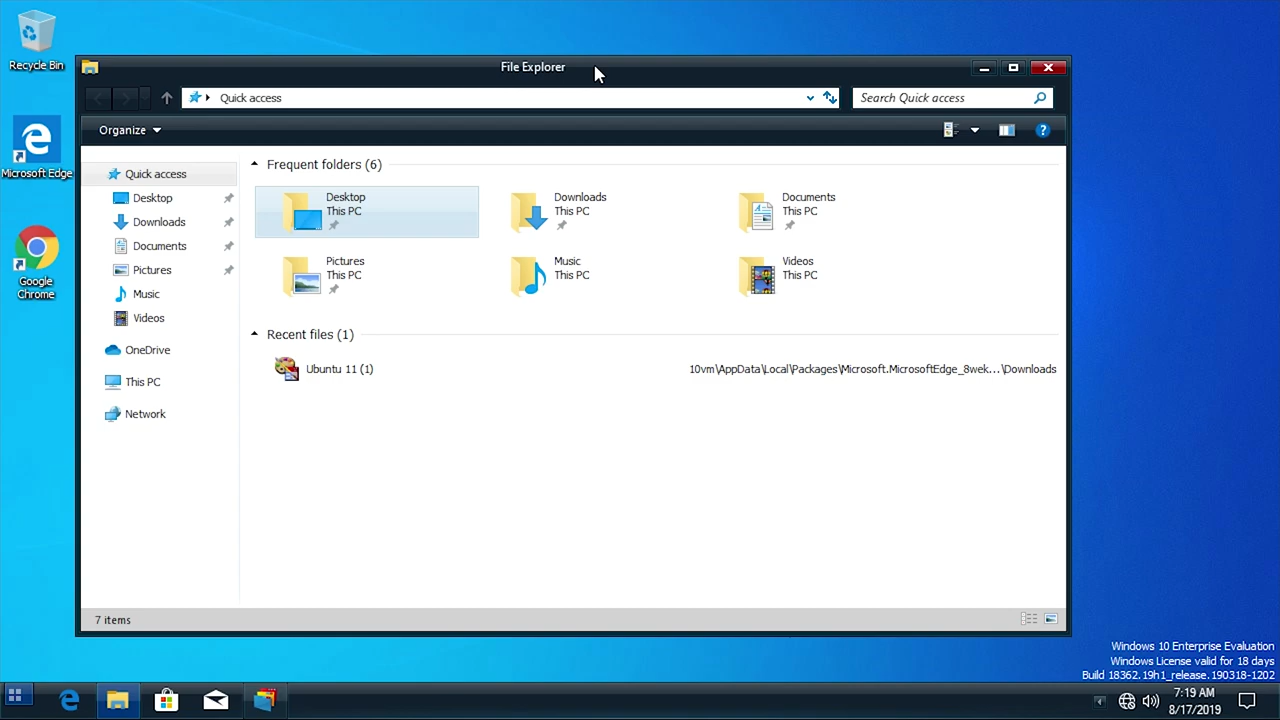 Recycle Bin
Microsoft Edge
Google
Chrome
File Explorer
Quick access
Search Quick access
Organize
Quick access
Desktop
Downloads
Documents
Pictures
Music
Videos
OneDrive
This PC
Network
Frequent folders (6)
Desktop
This PC
Downloads
This PC
Documents
This PC
Pictures
This PC
Music
This PC
Videos
This PC
Recent files (1)
Ubuntu 11 (1)
10vm\AppData\Local\Packages\Microsoft.MicrosoftEdge_8wek...\Downloads
7 items
Windows 10 Enterprise Evaluation
Windows License valid for 18 days
Build 18362.19h1_release.190318-1202
7:19 AM
8/17/2019